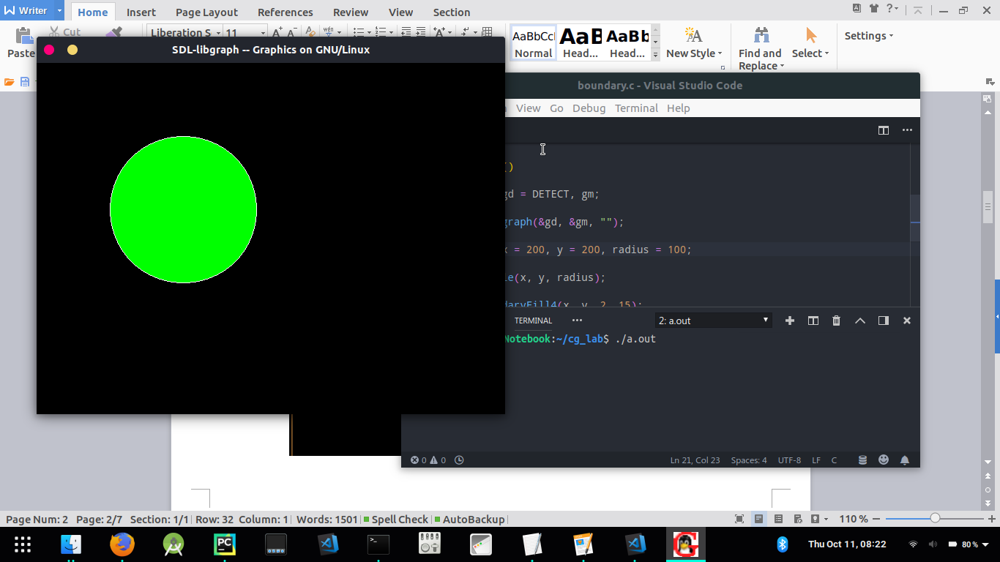 Writer
Home Insert Page Layout References Review View Section
Cut
Liberation S 11
AaBbCc AaB AaBb
Paste
Normal Head... Head... New Style Find and Replace Select Settings
SDL-libgraph -- Graphics on GNU/Linux
boundary.c - Visual Studio Code
View Go Debug Terminal Help
()
gd = DETECT, gm;
graph(&gd, &gm, "");
x = 200, y = 200, radius = 100;
le(x, y, radius);
daryFill4(x, y, 2, 15);
TERMINAL ... 2: a.out
Notebook:~/cg_lab$ ./a.out
0 0 Ln 21, Col 23 Spaces: 4 UTF-8 LF C
Page Num: 2 Page: 2/7 Section: 1/1 Row: 32 Column: 1 Words: 1501 Spell Check AutoBackup 110 %
PC Thu Oct 11, 08:22 80%